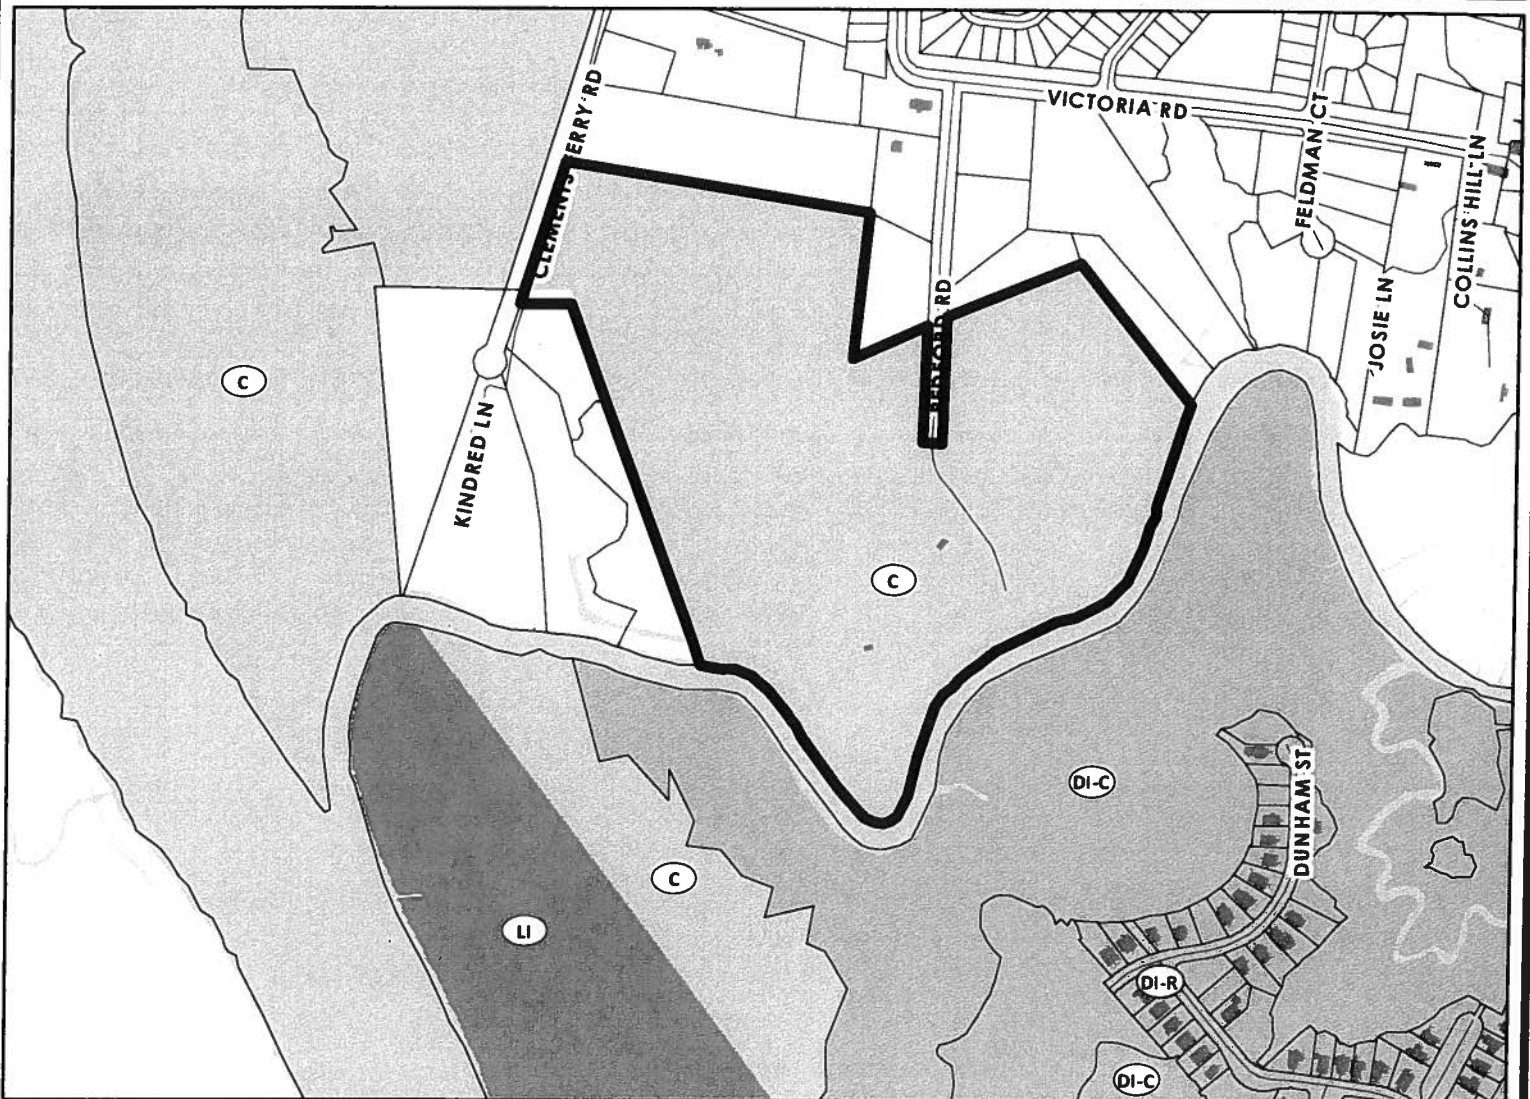 VICTORIA RD
CLEMENTS FERRY RD
FELDMAN CT
COLLINS HILL LN
JOSIE LN
RD
C
KINDRED LN
C
DI-C
DUNHAM ST
C
LI
DI-R
DI-C